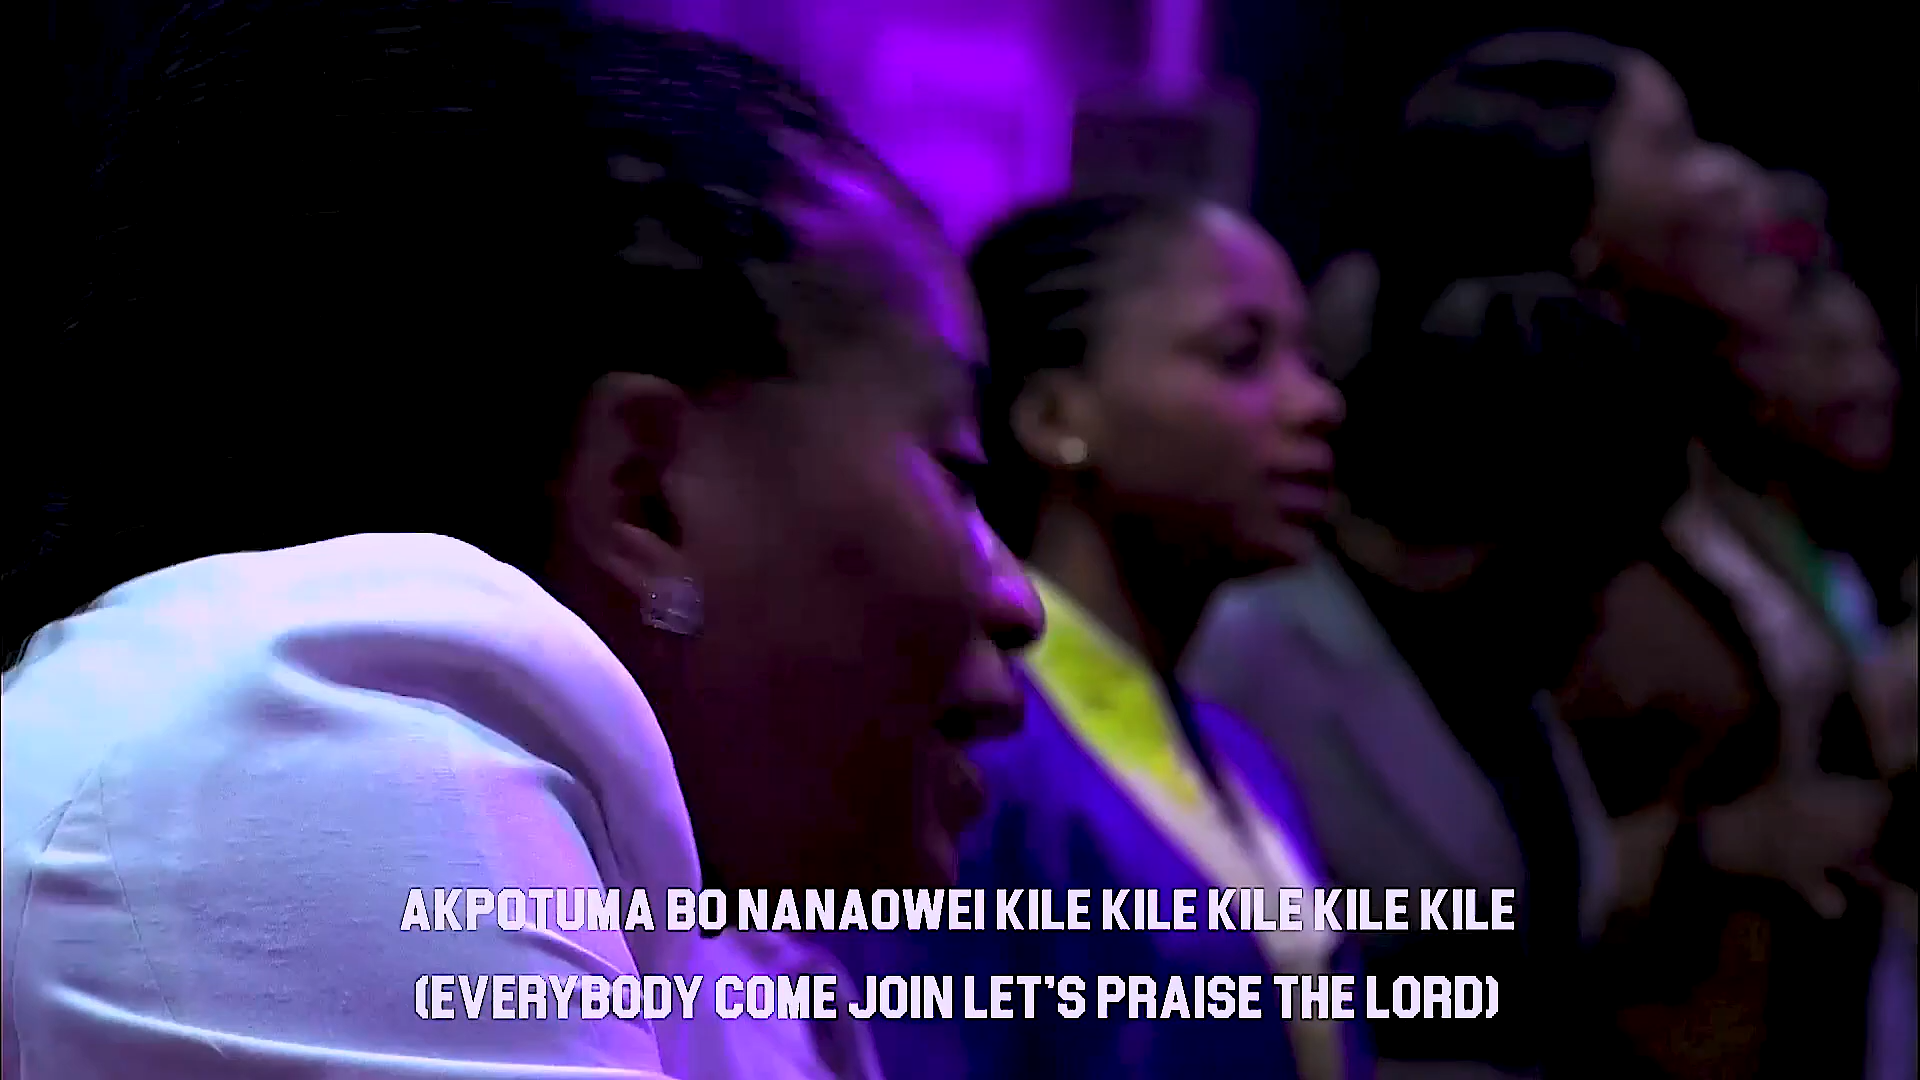 AKPOTUMA BO NANAOWEI KILE KILE KILE KILE KILE
(EVERYBODY COME JOIN LET'S PRAISE THE LORD)